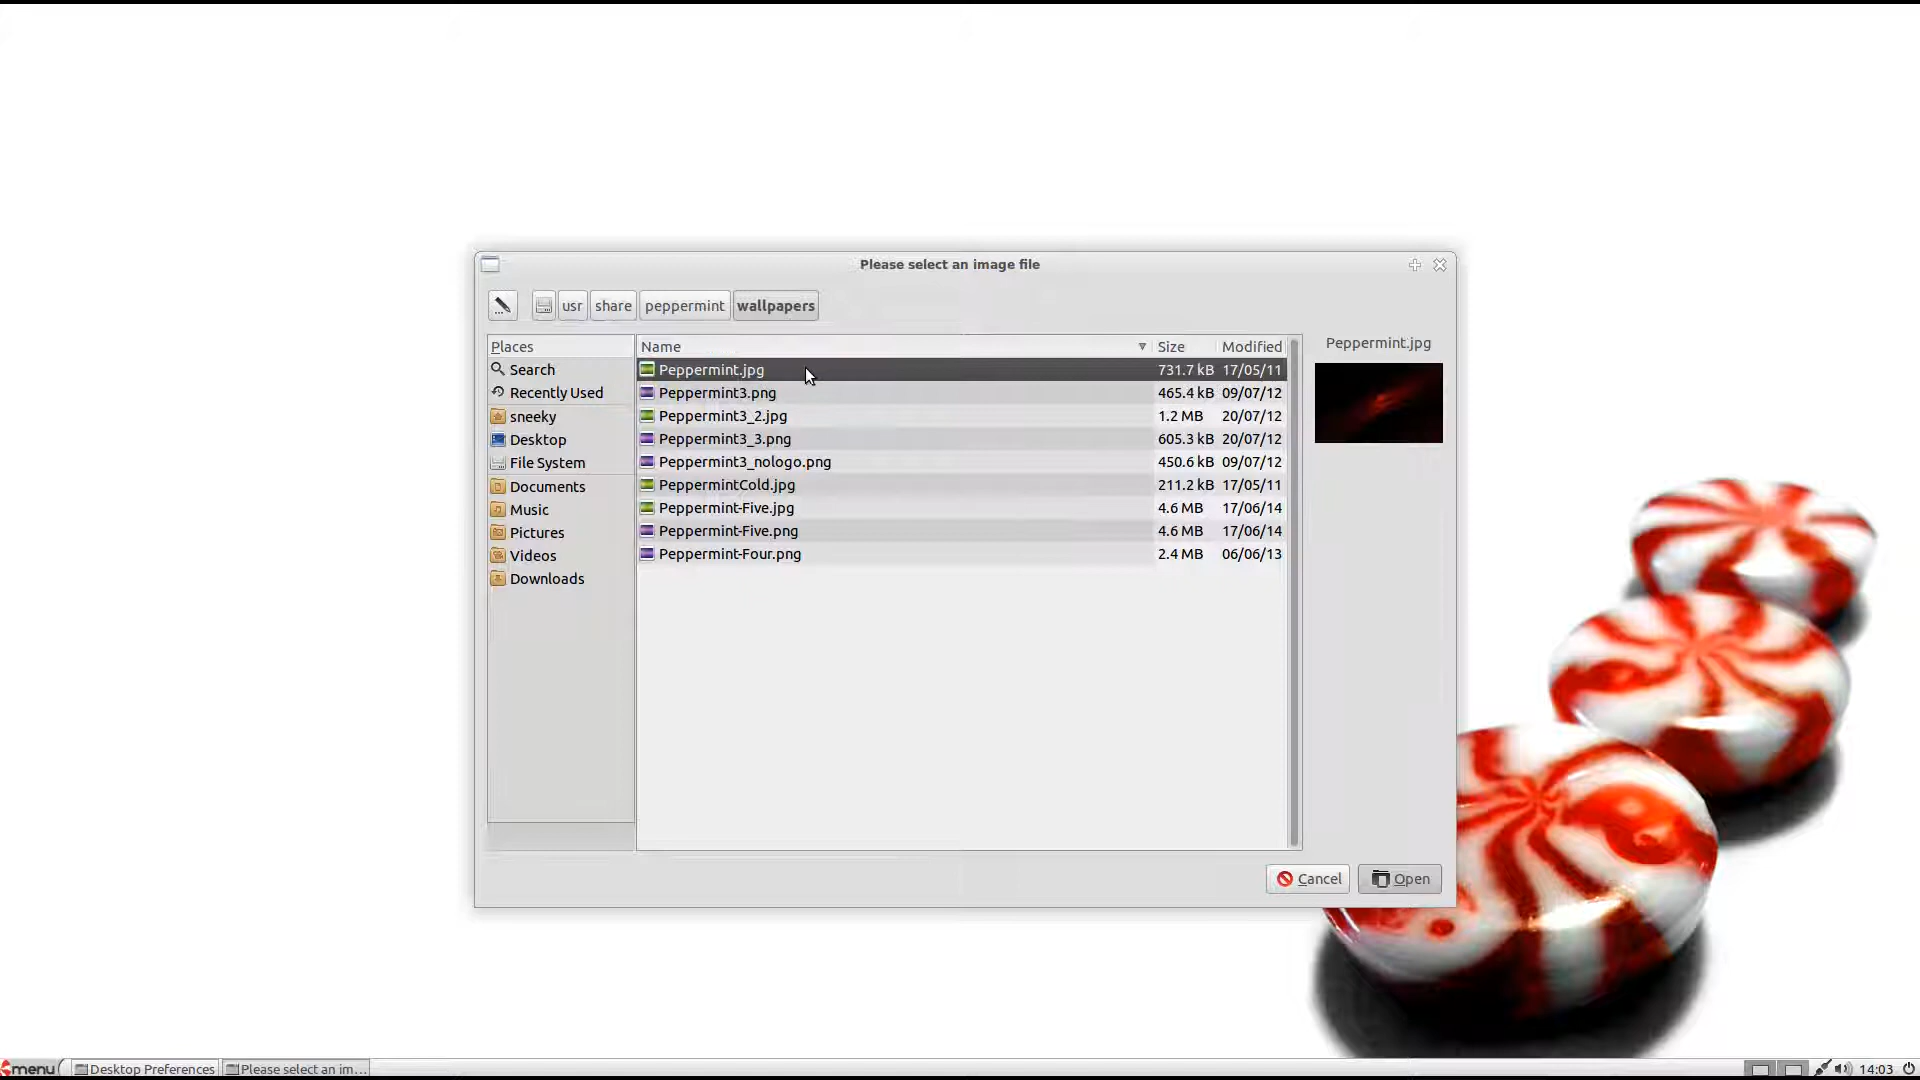 Please select an image file
usr share peppermint wallpapers
Places
Search
Recently Used
sneeky
Desktop
File System
Documents
Music
Pictures
Videos
Downloads
Name Size Modified
Peppermint.jpg 731.7 kB 17/05/11
Peppermint3.png 465.4 kB 09/07/12
Peppermint3_2.jpg 1.2 MB 20/07/12
Peppermint3_3.png 605.3 kB 20/07/12
Peppermint3_nologo.png 450.6 kB 09/07/12
PeppermintCold.jpg 211.2 kB 17/05/11
Peppermint-Five.jpg 4.6 MB 17/06/14
Peppermint-Five.png 4.6 MB 17/06/14
Peppermint-Four.png 2.4 MB 06/06/13
Peppermint.jpg
Cancel Open
menu Desktop Preferences Please select an im... 14:03